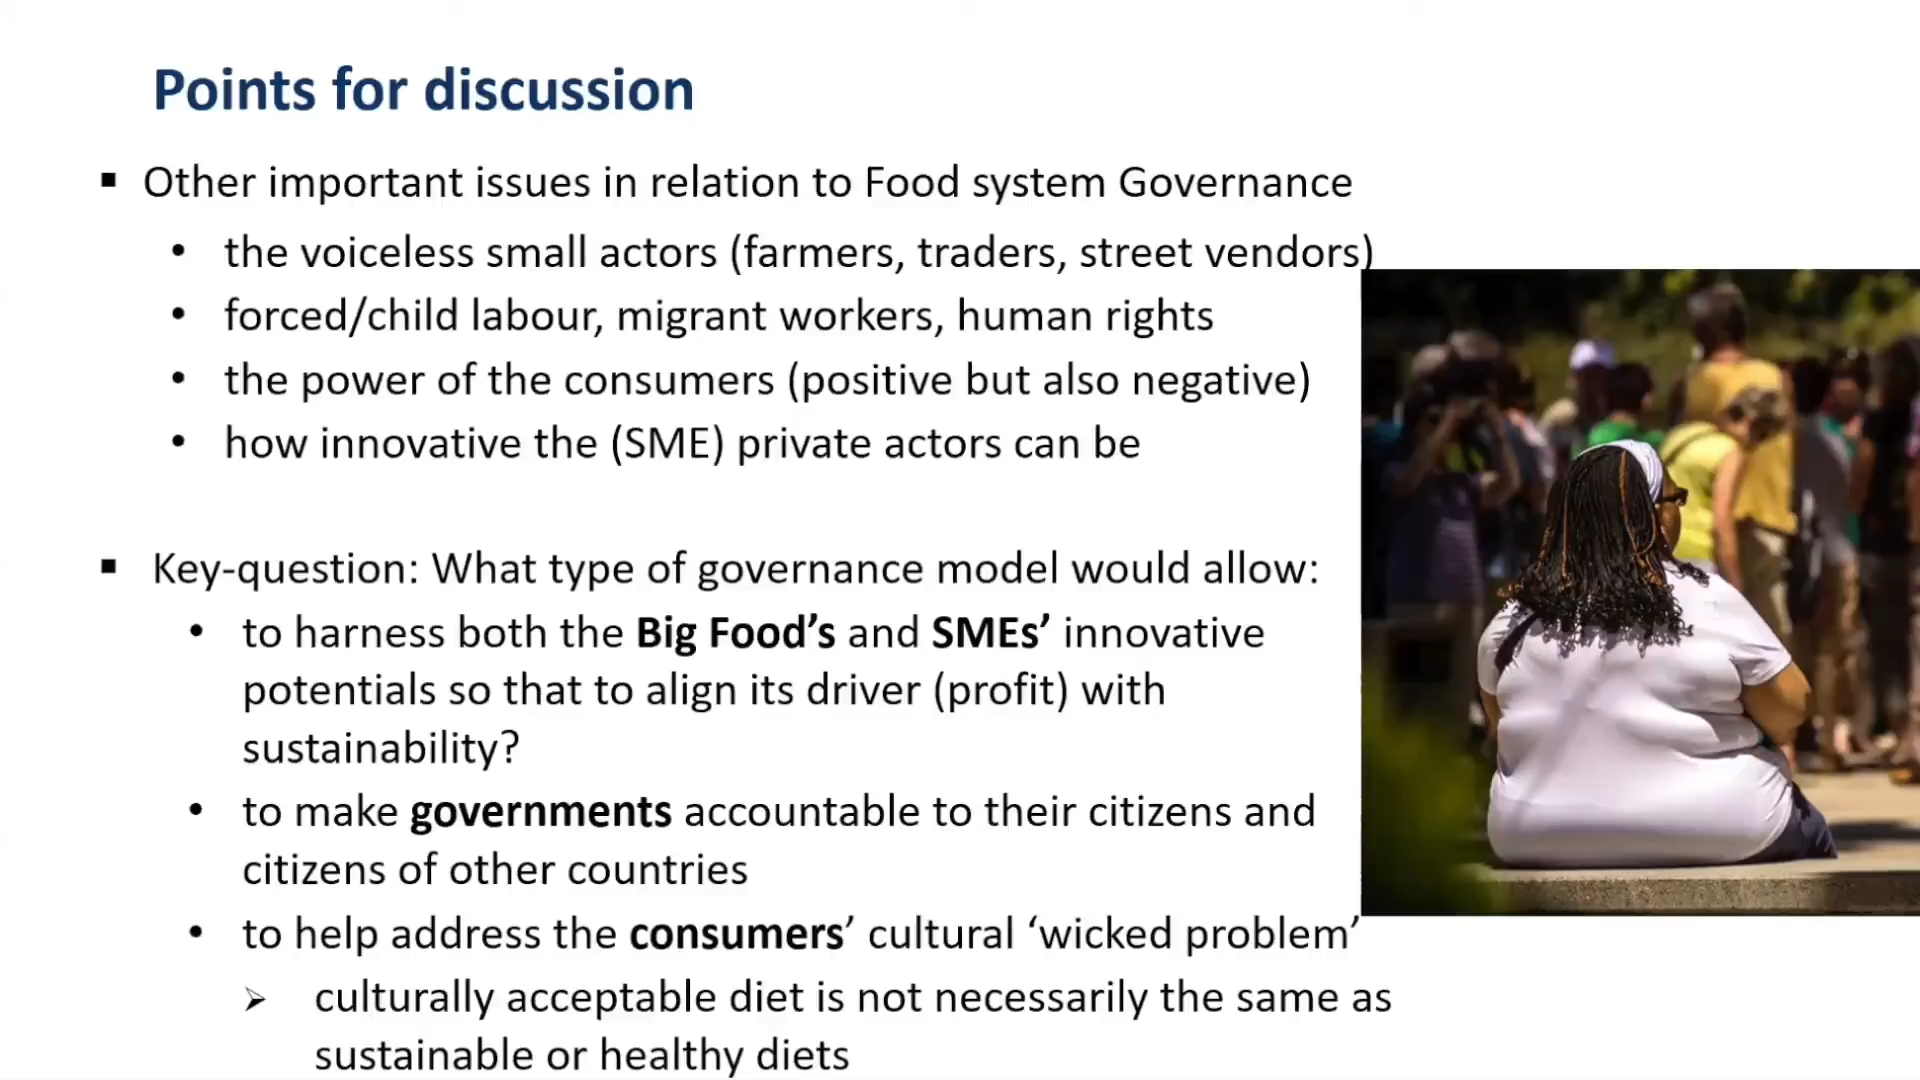 Points for discussion
▪ Other important issues in relation to Food system Governance
• the voiceless small actors (farmers, traders, street vendors)
• forced/child labour, migrant workers, human rights
• the power of the consumers (positive but also negative)
• how innovative the (SME) private actors can be
▪ Key-question: What type of governance model would allow:
• to harness both the Big Food’s and SMEs’ innovative
potentials so that to align its driver (profit) with
sustainability?
• to make governments accountable to their citizens and
citizens of other countries
• to help address the consumers’ cultural ‘wicked problem’
➢ culturally acceptable diet is not necessarily the same as
sustainable or healthy diets